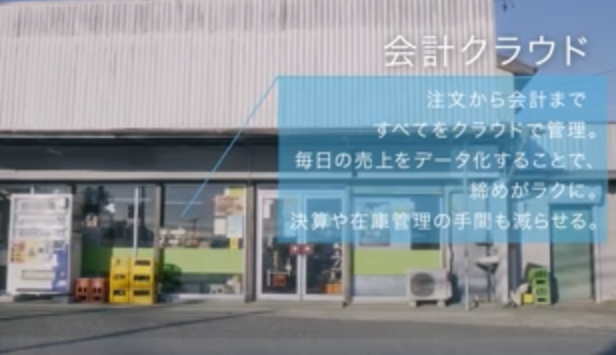 会計クラウド
注文から会計まで
すべてをクラウドで管理。
毎日の売上をデータ化することで、
締めがラクに。
決算や在庫管理の手間も減らせる。